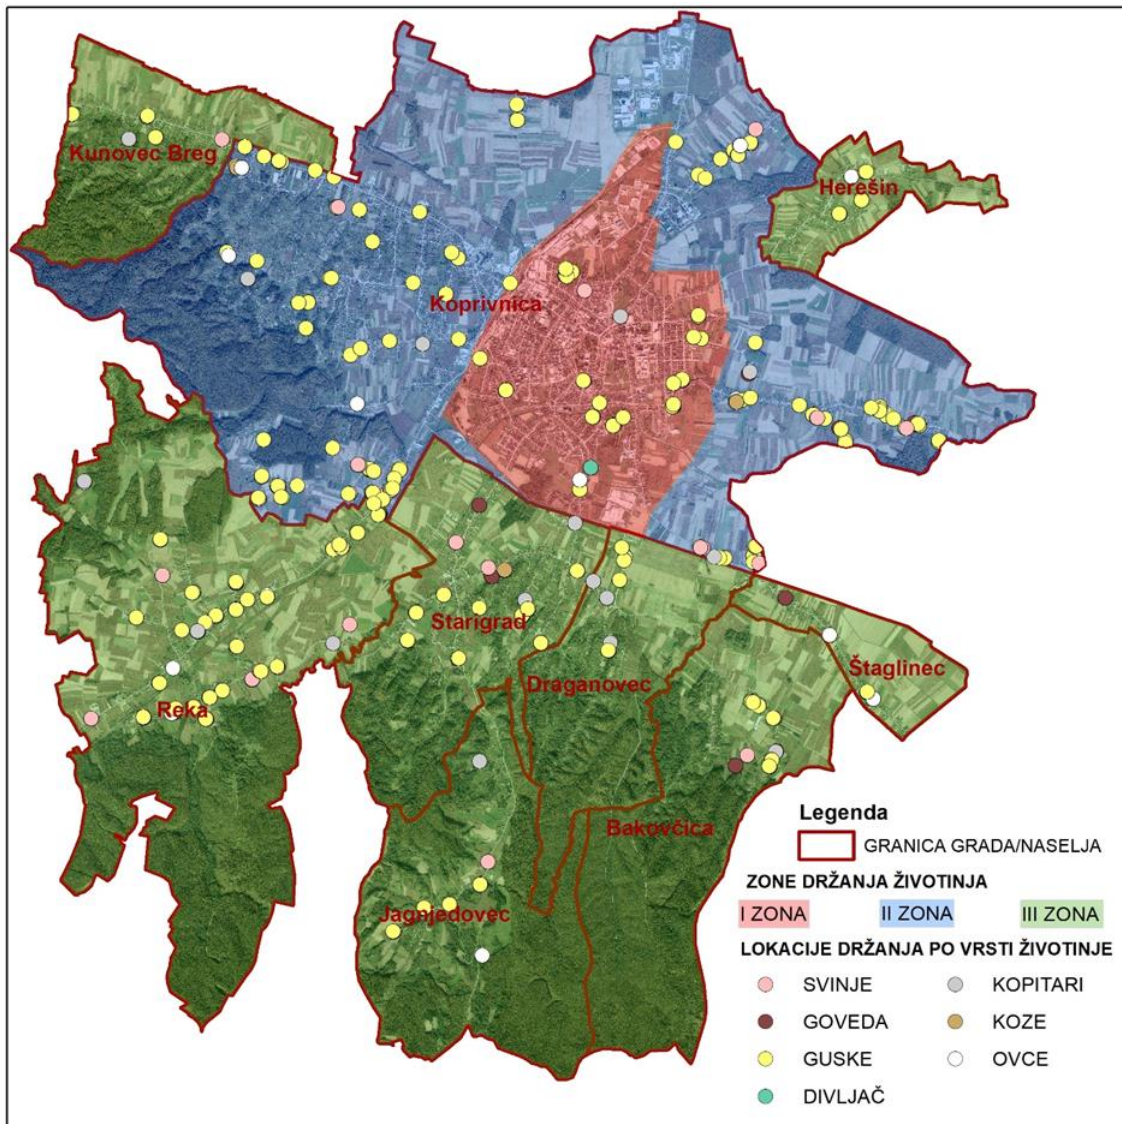 Kunovec Breg
Herešin
Koprivnica
Starigrad
Štaglinec
Draganovec
Reka
Bakovčica
Jagnjedovec
Legenda
GRANICA GRADA/NASELJA
ZONE DRŽANJA ŽIVOTINJA
I ZONA II ZONA III ZONA
LOKACIJE DRŽANJA PO VRSTI ŽIVOTINJE
SVINJE KOPITARI
GOVEDA KOZE
GUSKE OVCE
DIVLJAČ